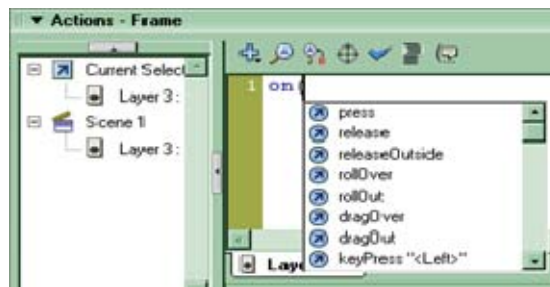 Actions - Frame
Current Selec
Layer 3 :
Scene 1
Layer 3 :
1 on(
press
release
releaseOutside
rollOver
rollOut
dragOver
dragOut
keyPress "<Left>"
Laye